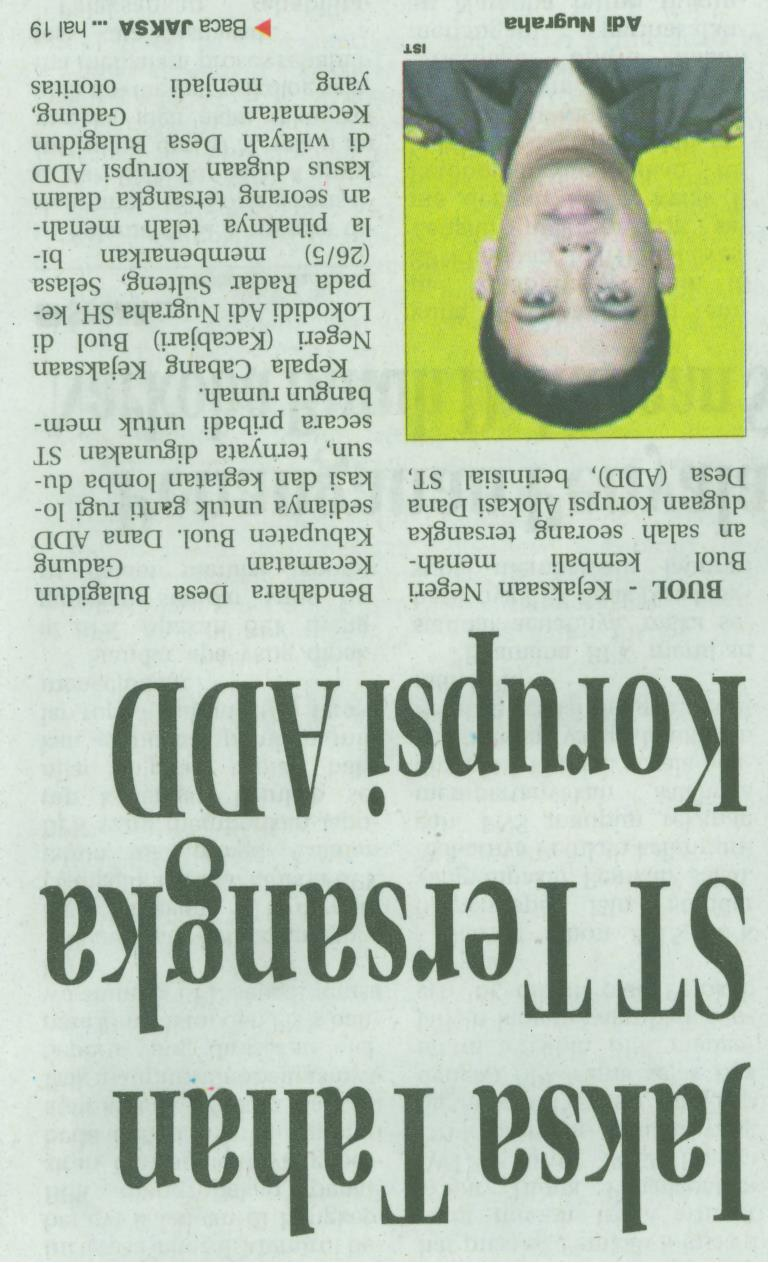 Jaksa Tahan
ST Tersangka
Korupsi ADD
BUOL - Kejaksaan Negeri
Buol kembali menah-
an salah seorang tersangka
dugaan korupsi Alokasi Dana
Desa (ADD), berinisial ST,
IST
Adi Nugraha
Bendahara Desa Bulagidun
Kecamatan Gadung
Kabupaten Buol. Dana ADD
sedianya untuk ganti rugi lo-
kasi dan kegiatan lomba du-
sun, ternyata digunakan ST
secara pribadi untuk mem-
bangun rumah.
Kepala Cabang Kejaksaan
Negeri (Kacabjari) Buol di
Lokodidi Adi Nugraha SH, ke-
pada Radar Sulteng, Selasa
(26/5) membenarkan bi-
la pihaknya telah menah-
an seorang tetsangka dalam
kasus dugaan korupsi ADD
di wilayah Desa Bulagidun
Kecamatan Gadung,
yang menjadi otoritas
Baca JAKSA ... hal 19